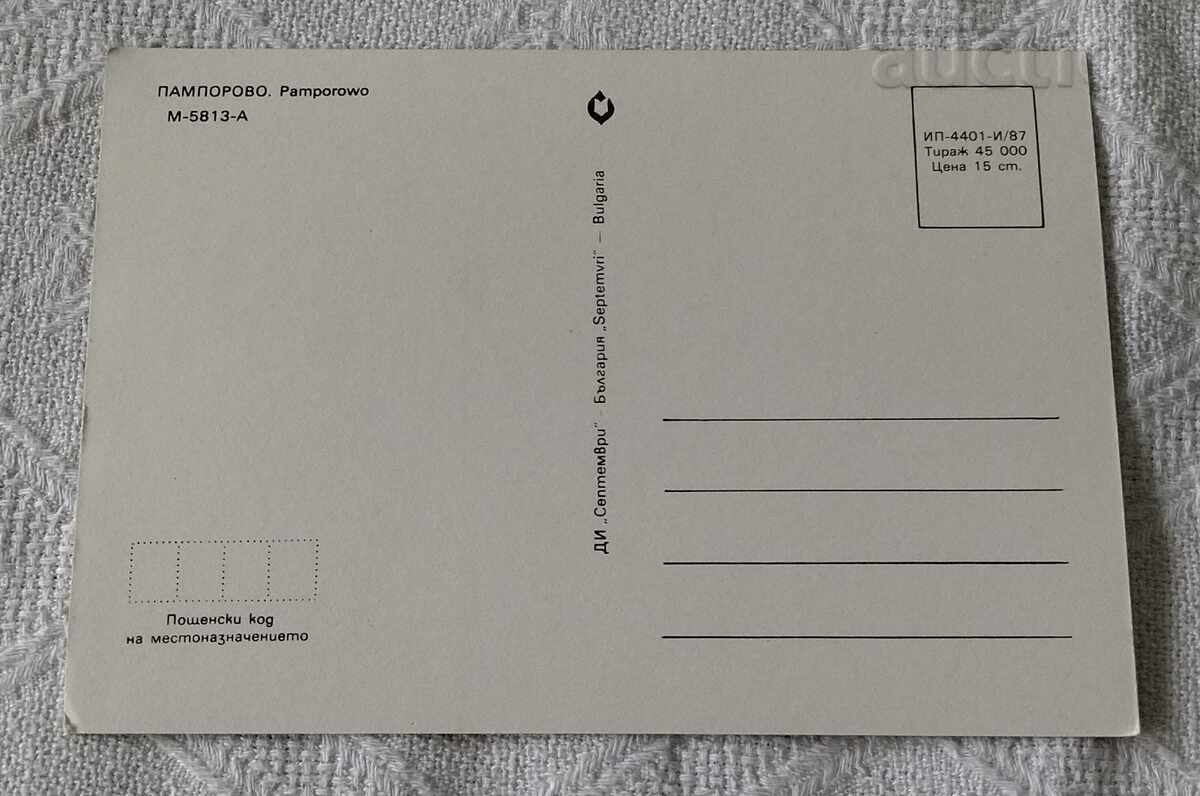 ПАМПОРОВО. Pamporowo
М-5813-А
ДИ „Септември" - България „Septemvri" — Bulgaria
ИП-4401-И/87
Тираж 45 000
Цена 15 ст.
Пощенски код
на местоназначението
aucti